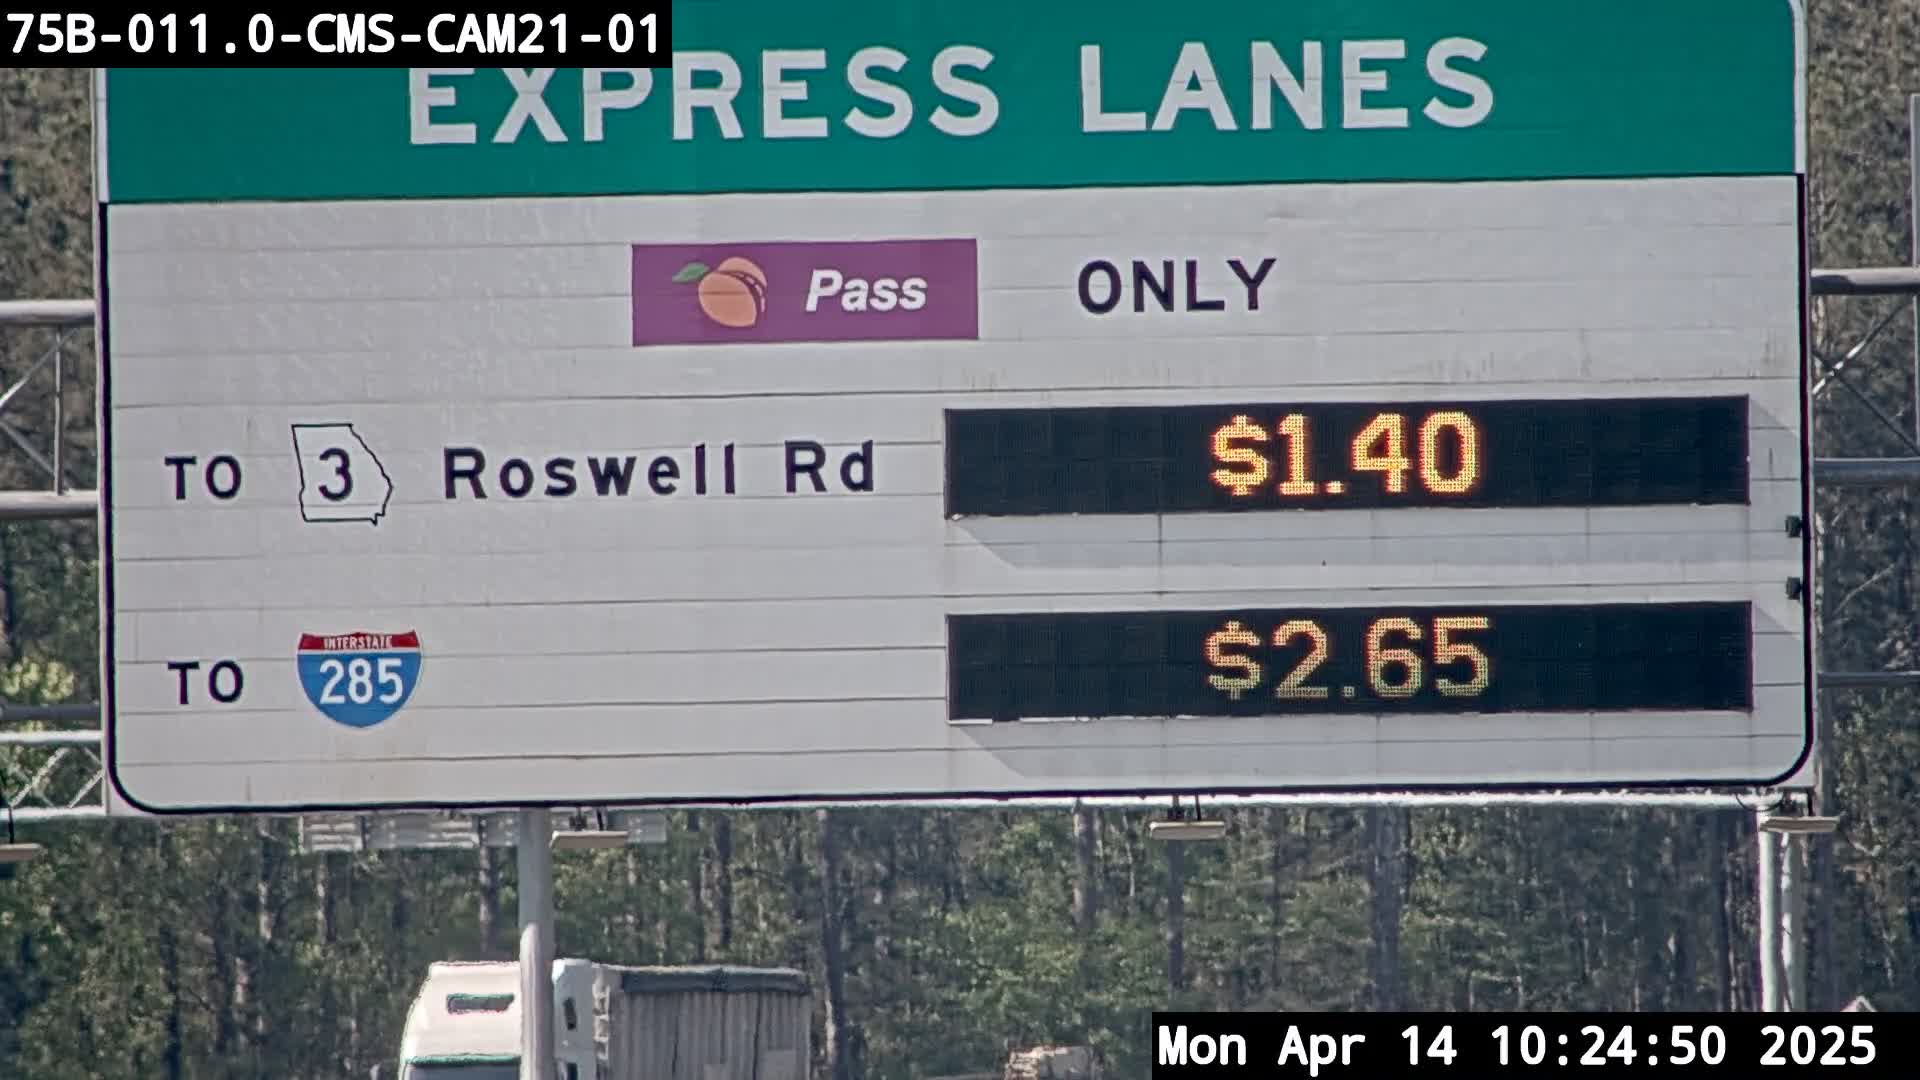 75B-011.0-CMS-CAM21-01
EXPRESS LANES
Pass ONLY
TO 3 Roswell Rd $1.40
INTERSTATE
TO 285 $2.65
Mon Apr 14 10:24:50 2025